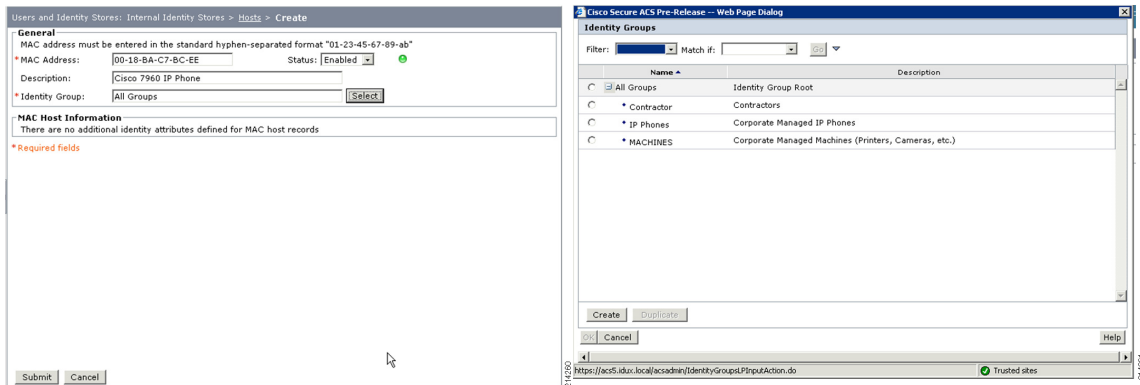 Users and Identity Stores: Internal Identity Stores > Hosts > Create
General
MAC address must be entered in the standard hyphen-separated format "01-23-45-67-89-ab"
*MAC Address: 00-18-BA-C7-BC-EE Status: Enabled
Description: Cisco 7960 IP Phone
*Identity Group: All Groups Select
MAC Host Information
There are no additional identity attributes defined for MAC host records
*Required fields
Submit Cancel
214260
Cisco Secure ACS Pre-Release -- Web Page Dialog
Identity Groups
Filter: Match if: Go
Name Description
All Groups Identity Group Root
Contractor Contractors
IP Phones Corporate Managed IP Phones
MACHINES Corporate Managed Machines (Printers, Cameras, etc.)
Create Duplicate
OK Cancel Help
https://acs5.idux.local/acsadmin/IdentityGroupsLPInputAction.do Trusted sites